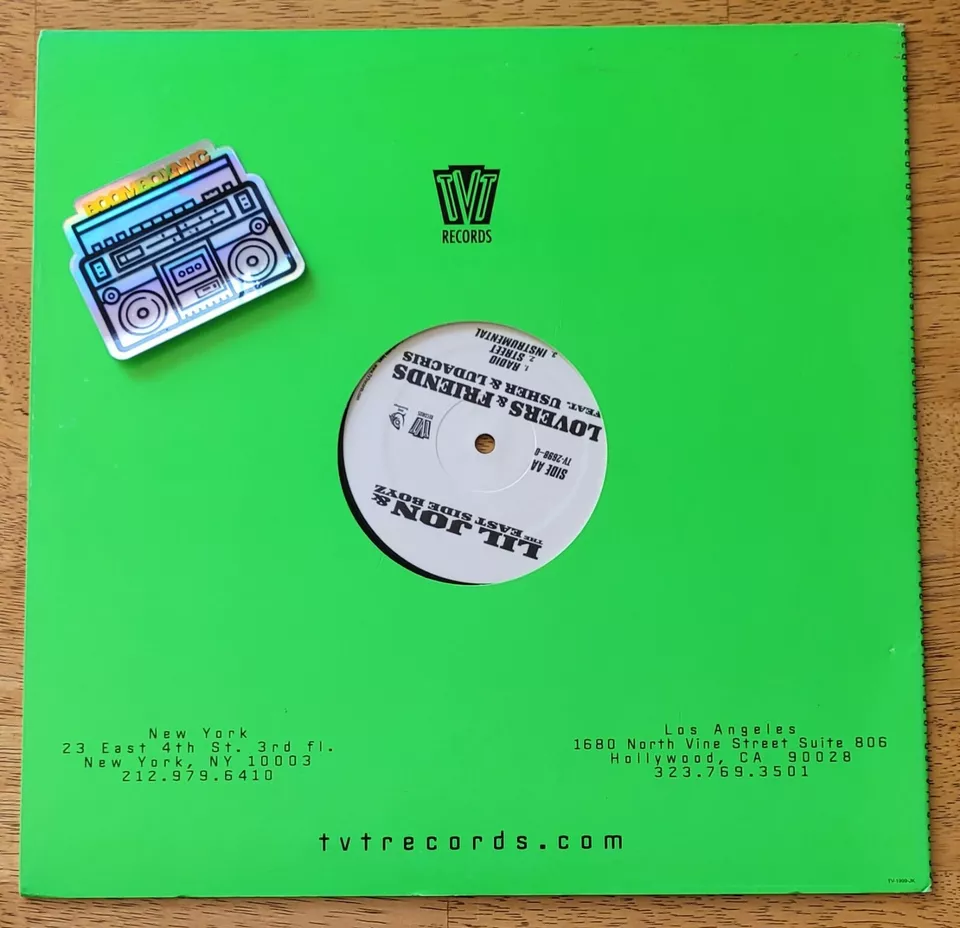 BOOMBOXNYC
TVT
RECORDS
LIL JON &
THE EAST SIDE BOYZ
SIDE AA
TV-2698-0
TVT
RECORDS
LOVERS & FRIENDS
FEAT. USHER & LUDACRIS
1. RADIO
2. STREET
3. INSTRUMENTAL
New York
23 East 4th St. 3rd fl.
New York, NY 10003
212.979.6410
Los Angeles
1680 North Vine Street Suite 806
Hollywood, CA 90028
323.769.3501
tvtrecords.com